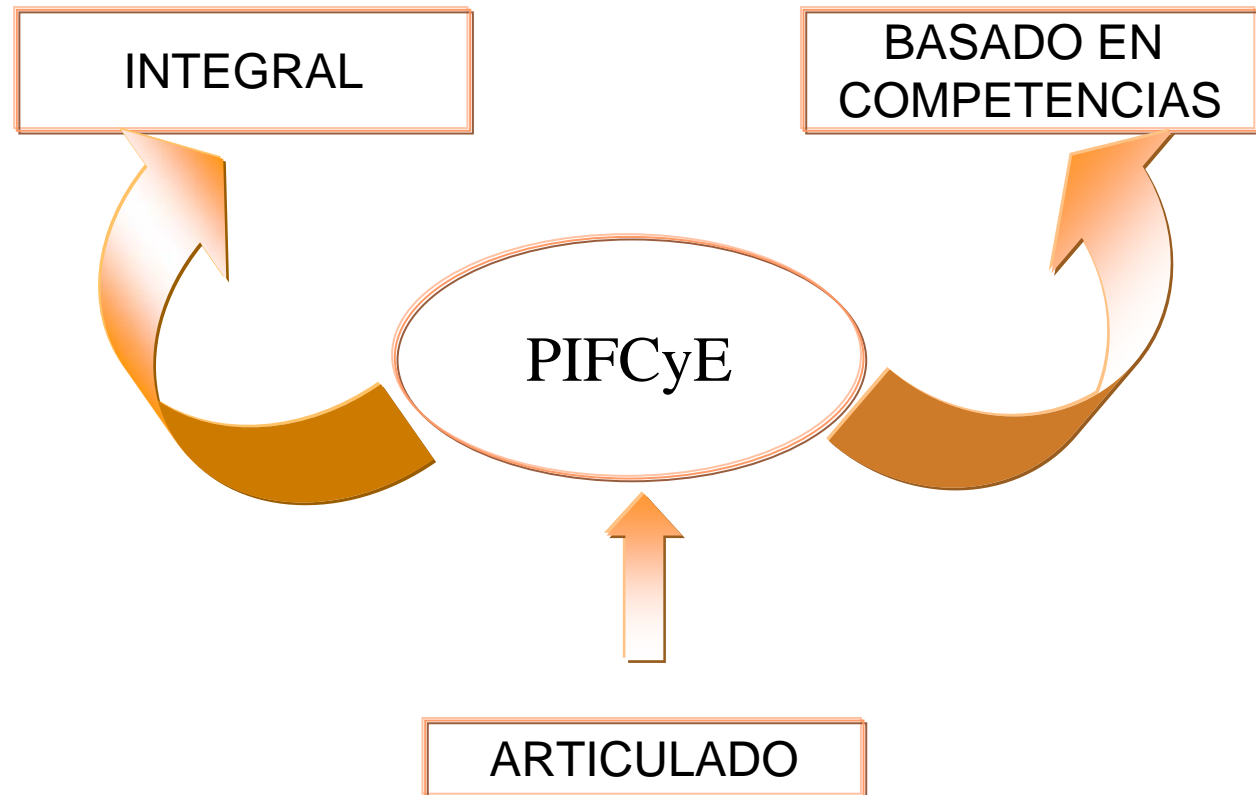 INTEGRAL
BASADO EN
COMPETENCIAS
PIFCyE
ARTICULADO